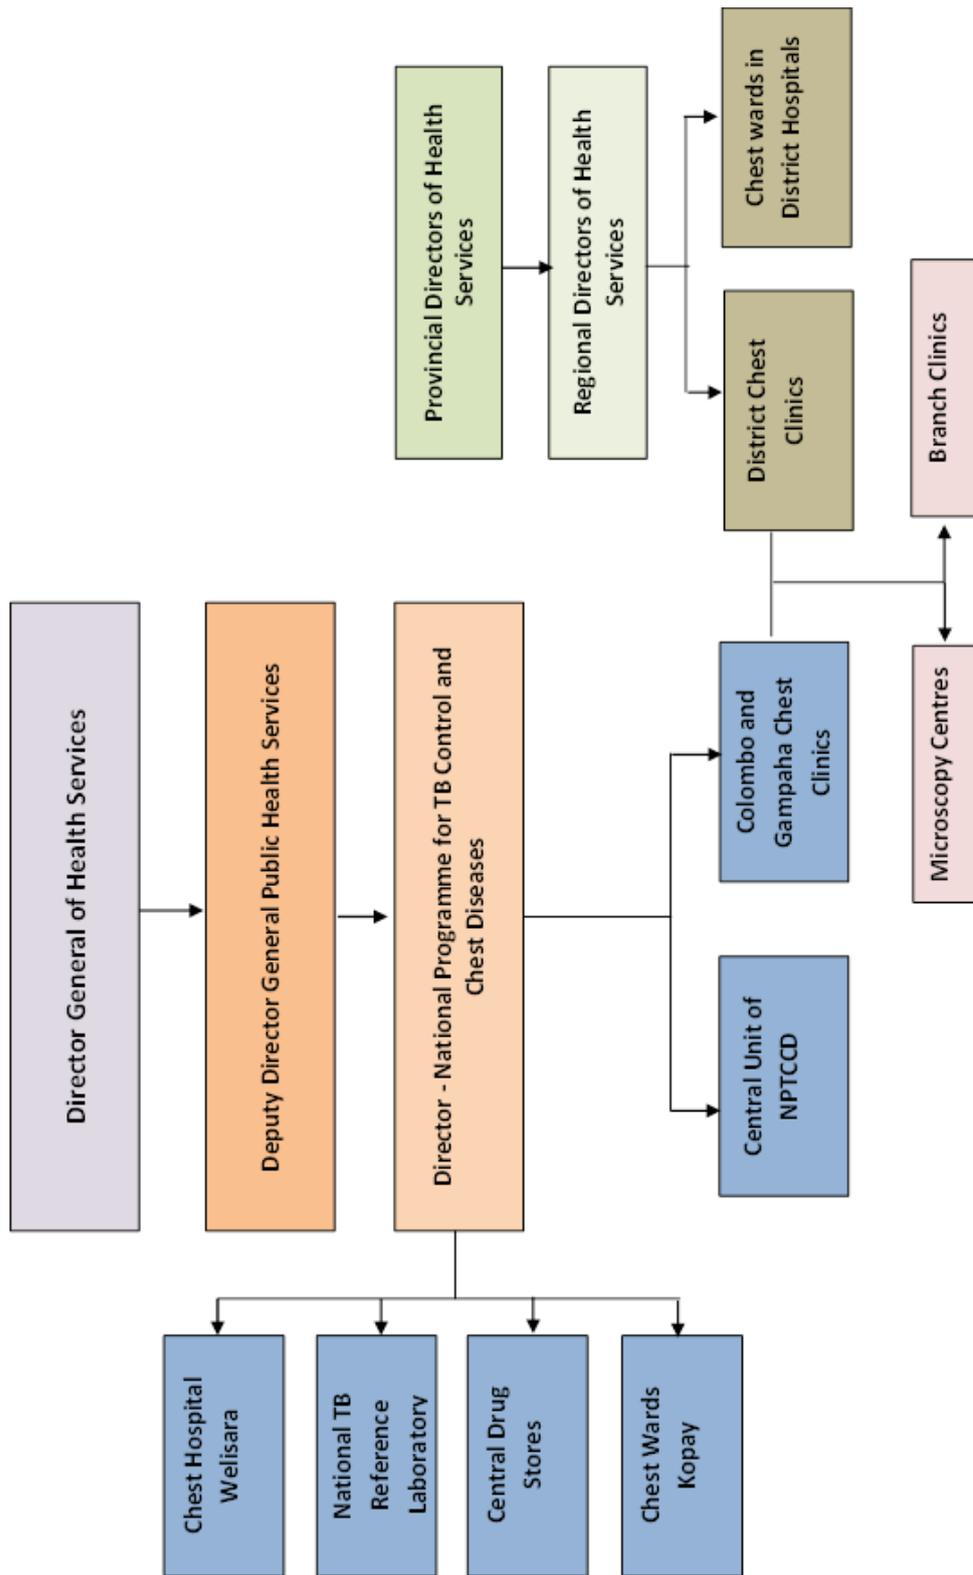 Director General of Health Services
Deputy Director General Public Health Services
Director - National Programme for TB Control and
Chest Diseases
Chest Hospital
Welisara
National TB
Reference
Laboratory
Central Drug
Stores
Chest Wards
Kopay
Central Unit of
NPTCCD
Colombo and
Gampaha Chest
Clinics
Provincial Directors of Health
Services
Regional Directors of Health
Services
District Chest
Clinics
Chest wards in
District Hospitals
Microscopy Centres
Branch Clinics